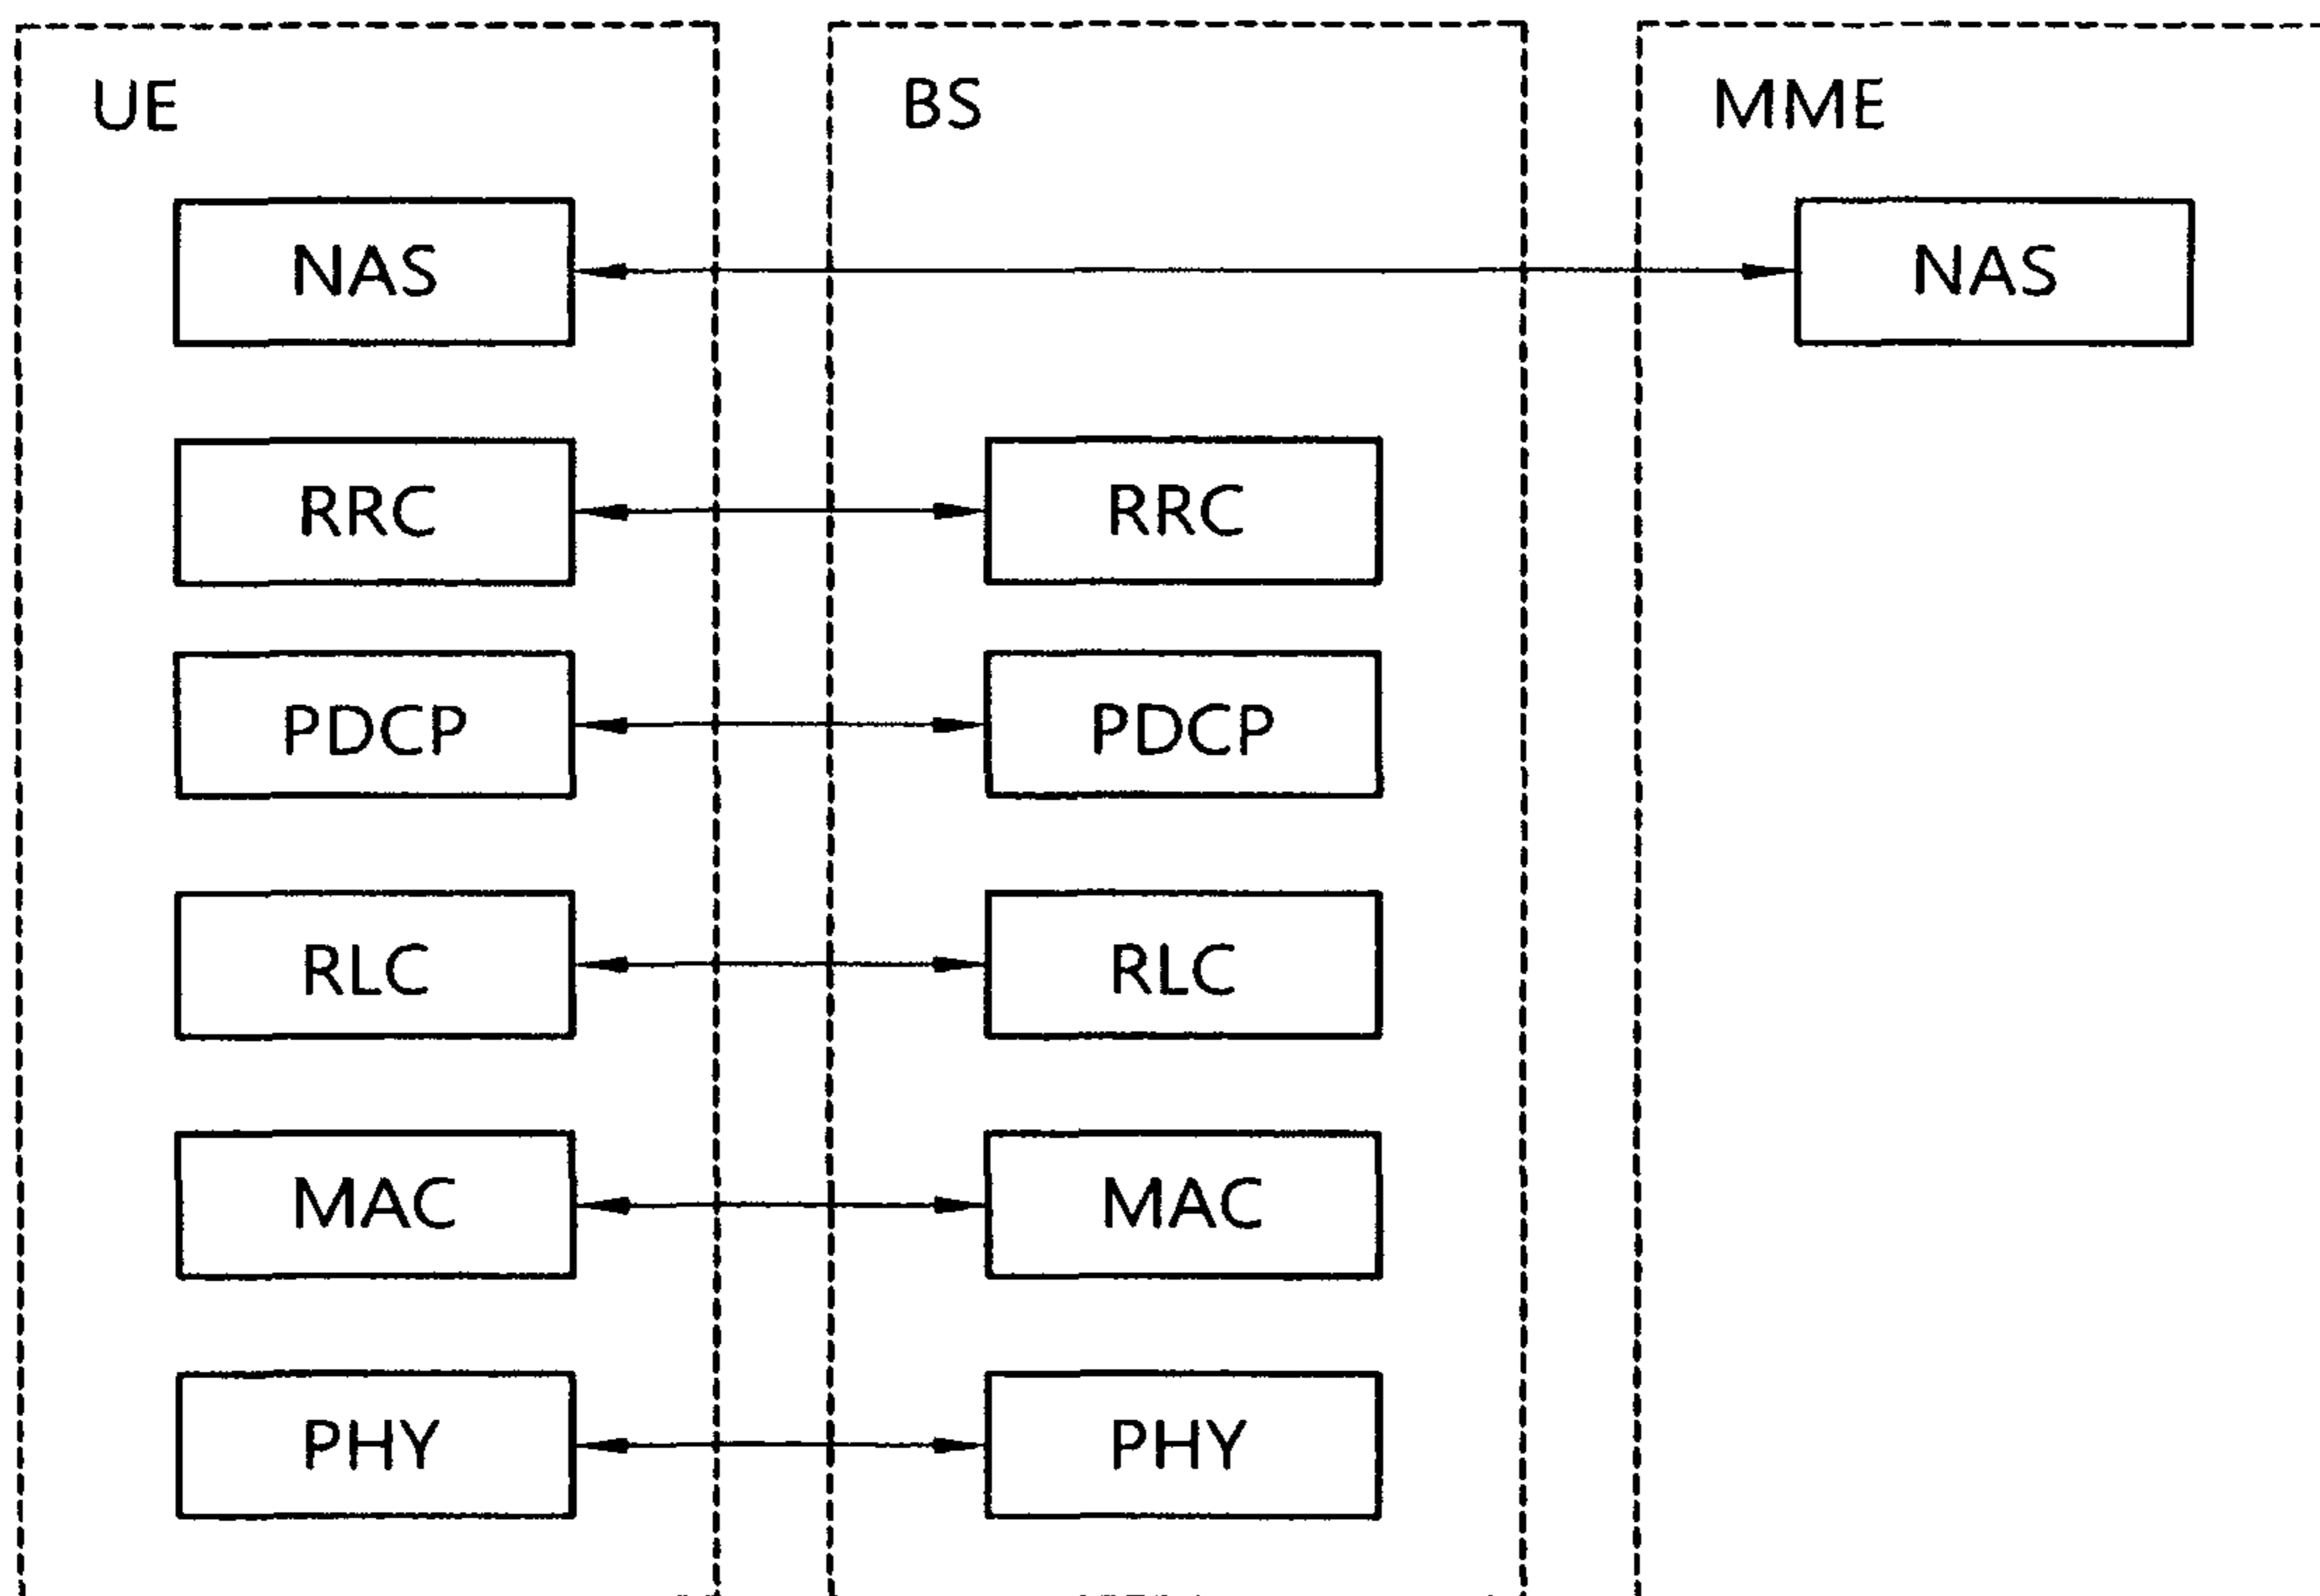 UE BS MME
NAS NAS
RRC RRC
PDCP PDCP
RLC RLC
MAC MAC
PHY PHY